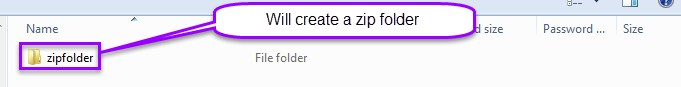 Will create a zip folder
Name d size Password ... Size
zipfolder File folder